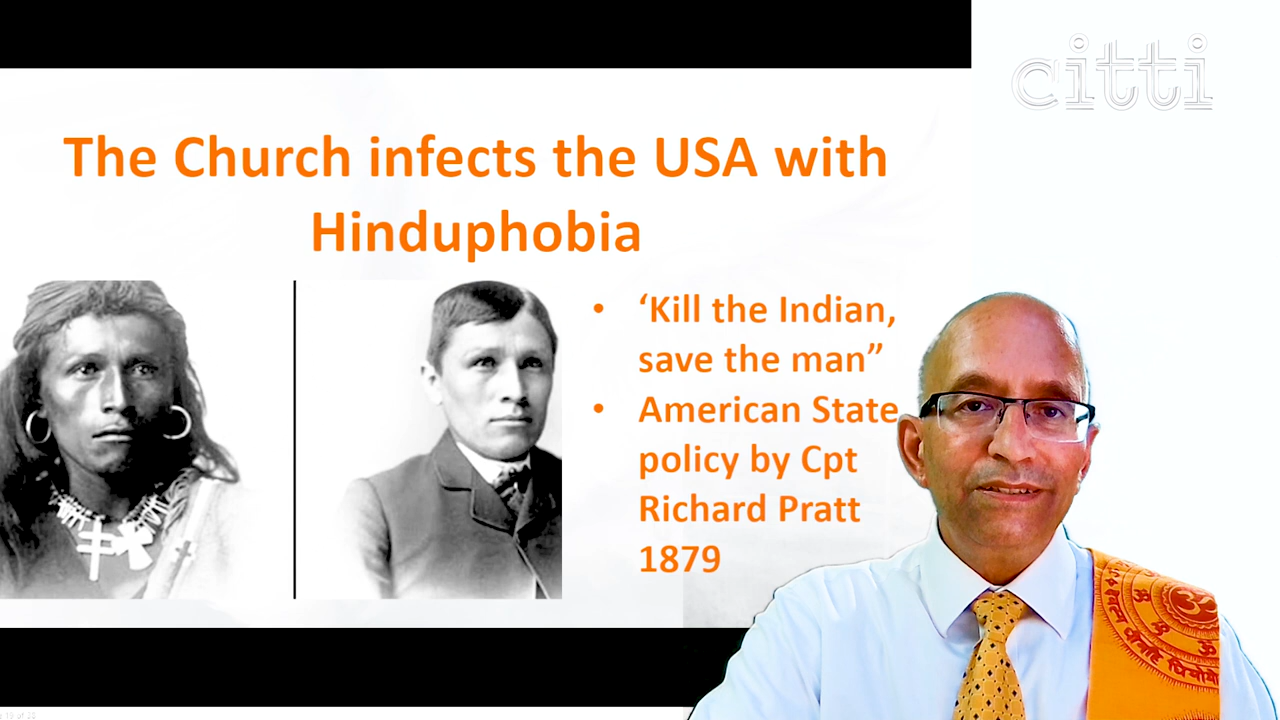 citti
The Church infects the USA with
Hinduphobia
• ‘Kill the Indian,
save the man”
• American State
policy by Cpt
Richard Pratt
1879